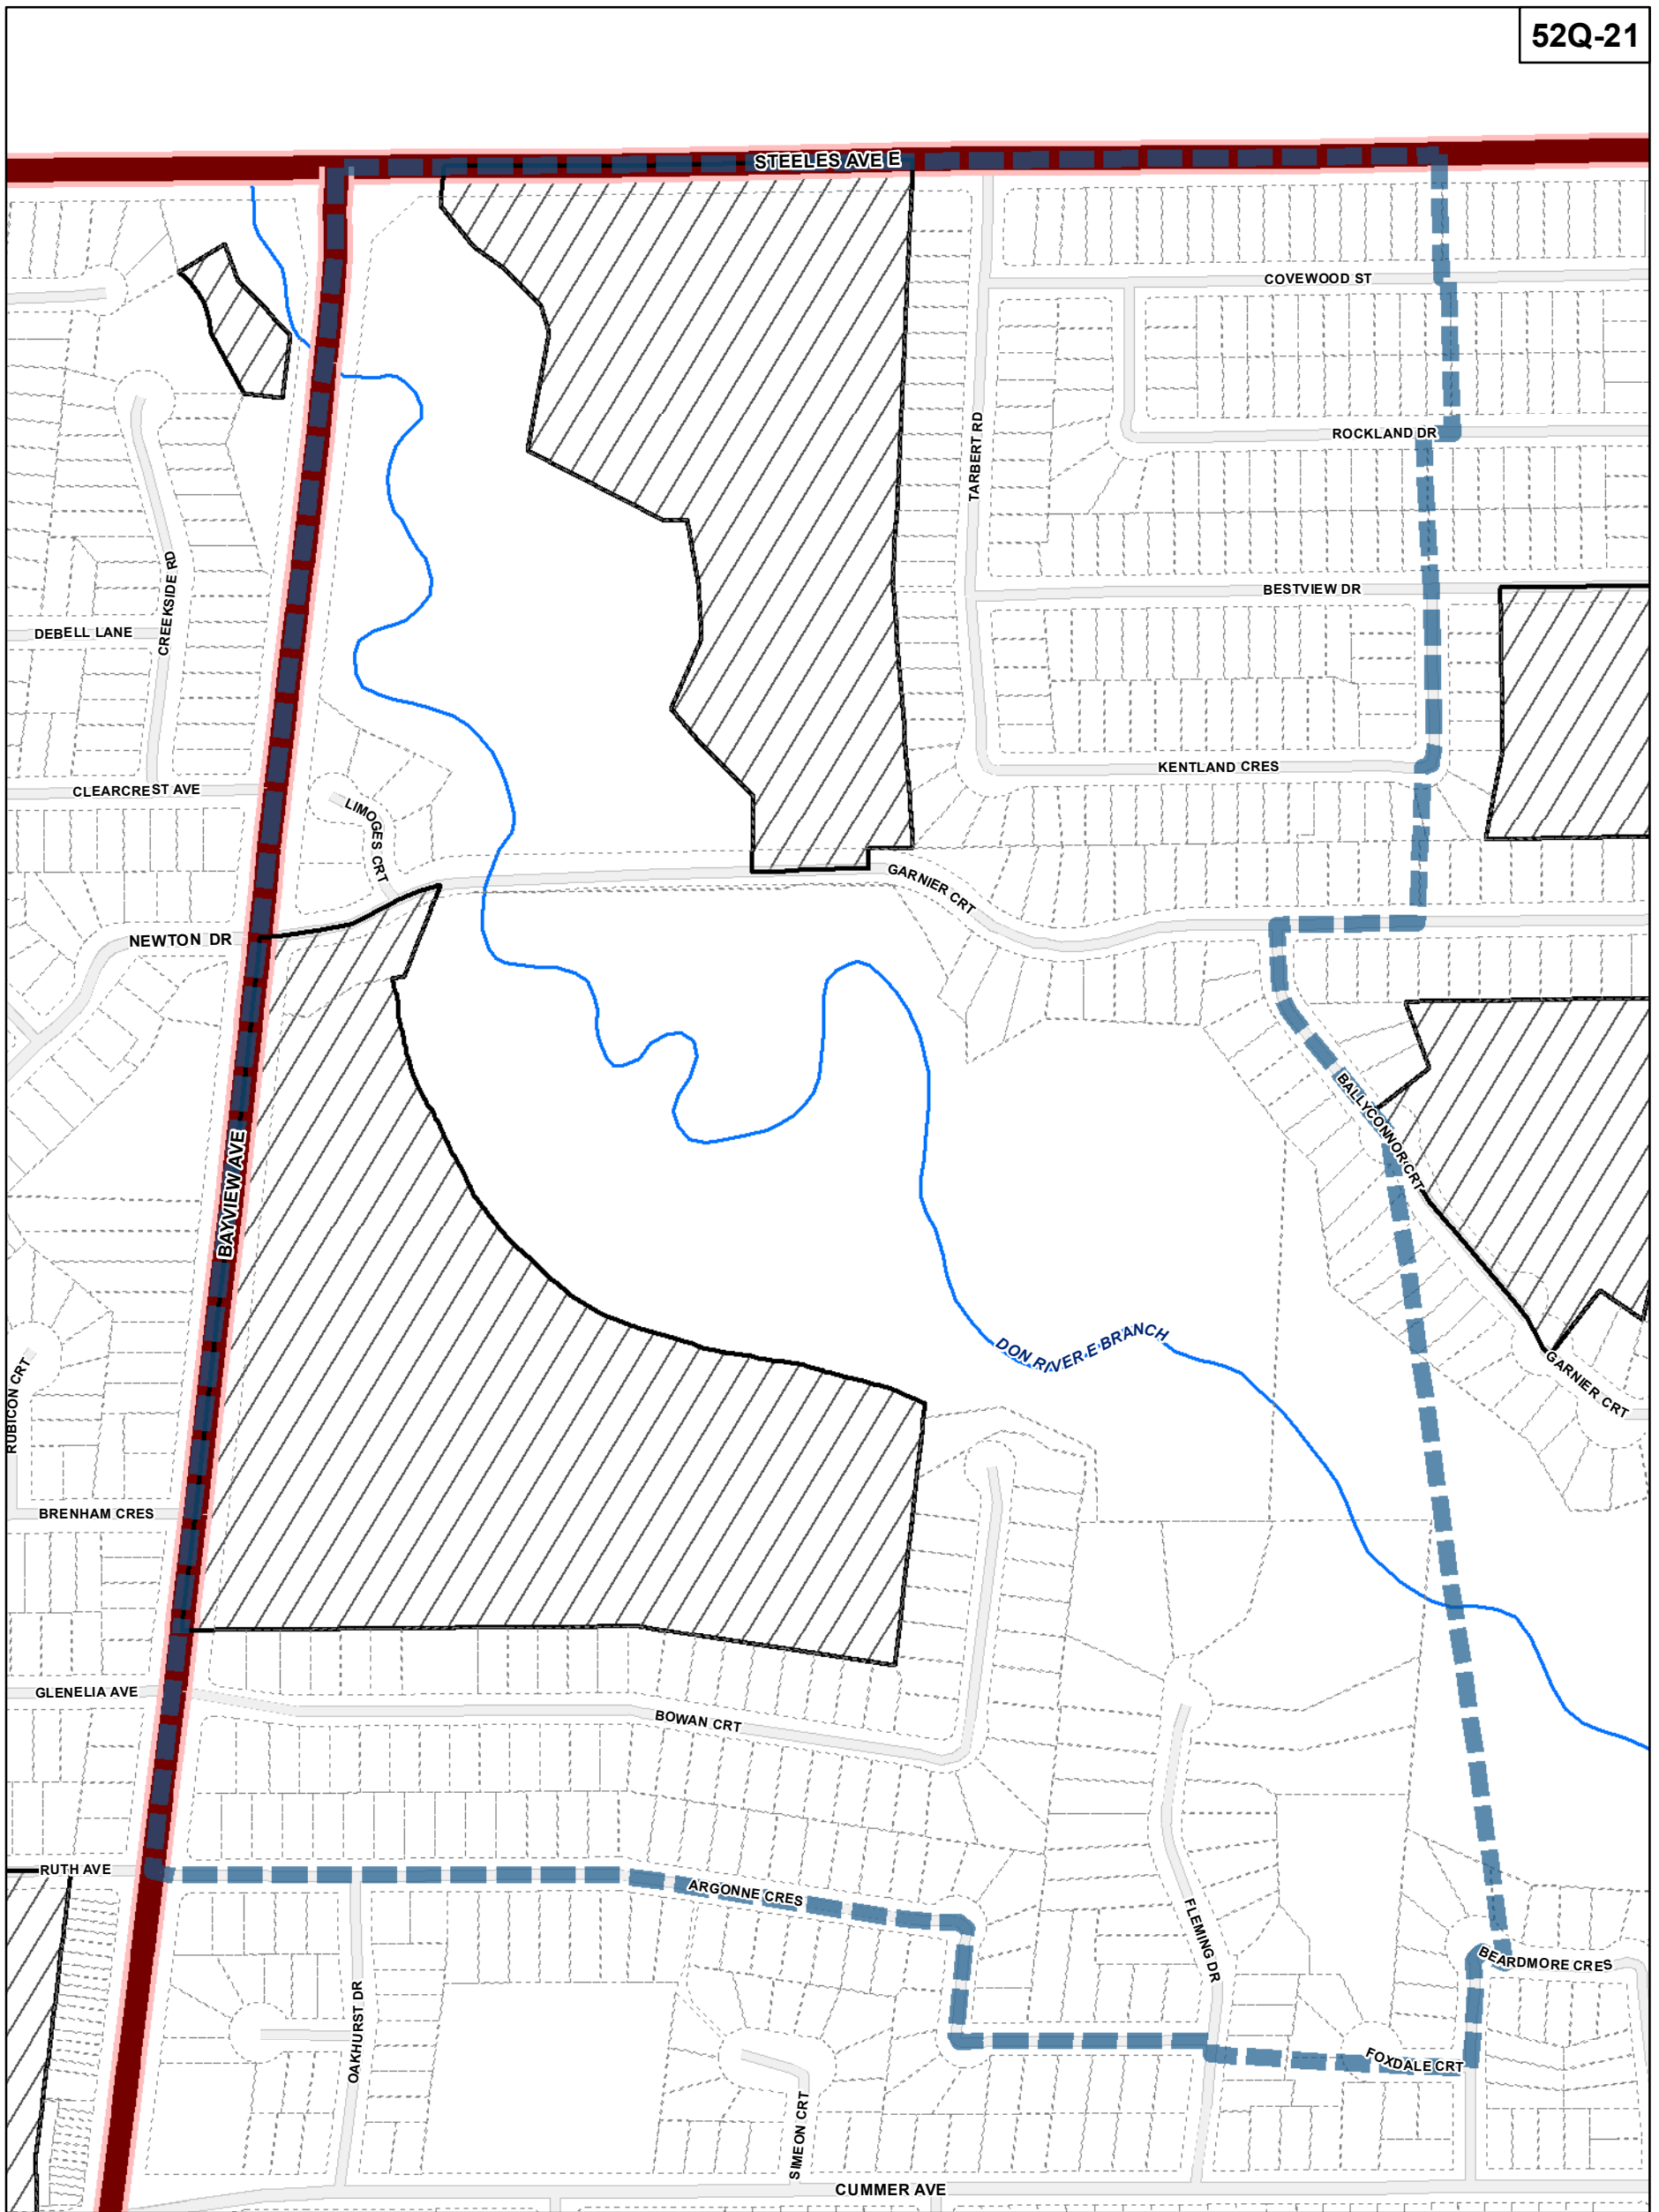 52Q-21
STEELES AVE E
COVEWOOD ST
ROCKLAND DR
TARBERT RD
CREEKSIDE RD
BESTVIEW DR
DEBELL LANE
KENTLAND CRES
CLEARCREST AVE
LIMOGES CRT
GARNIER CRT
NEWTON DR
BALLYCONNOR CRT
BAYVIEW AVE
DON RIVER E BRANCH
GARNIER CRT
RUBICON CRT
BRENHAM CRES
GLENELIA AVE
BOWAN CRT
RUTH AVE
ARGONNE CRES
FLEMING DR
BEARDMORE CRES
OAKHURST DR
FOXDALE CRT
SIMEON CRT
CUMMER AVE